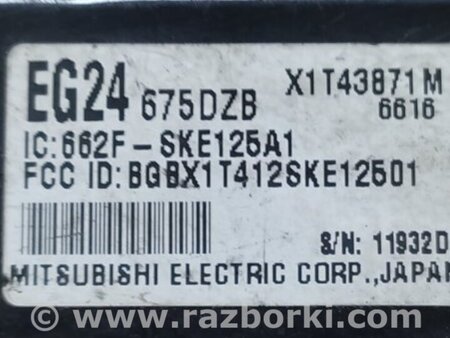 EG24 675DZB X1T43871M
6616
IC:662F-SKE125A1
FCC ID:BGBX1T412SKE12501
S/N: 11932D
MITSUBISHI ELECTRIC CORP.,JAPAN
© www.razborki.com/